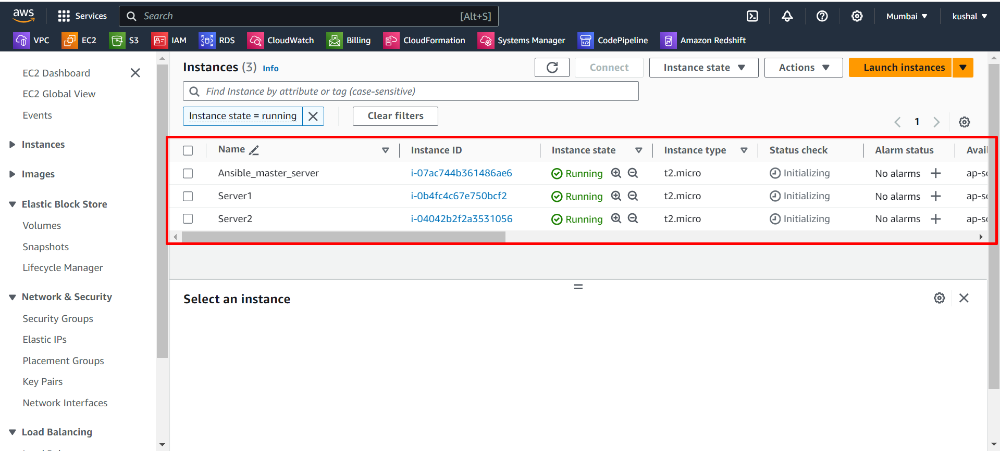 aws Services Search [Alt+S] Mumbai kushal
VPC EC2 S3 IAM RDS CloudWatch Billing CloudFormation Systems Manager CodePipeline Amazon Redshift
EC2 Dashboard
EC2 Global View
Events
Instances
Images
Elastic Block Store
Volumes
Snapshots
Lifecycle Manager
Network & Security
Security Groups
Elastic IPs
Placement Groups
Key Pairs
Network Interfaces
Load Balancing
Instances (3) Info Connect Instance state Actions Launch instances
Find Instance by attribute or tag (case-sensitive)
Instance state = running Clear filters
1
Name Instance ID Instance state Instance type Status check Alarm status Avail
Ansible_master_server i-07ac744b361486ae6 Running t2.micro Initializing No alarms ap-so
Server1 i-0b4fc4c67e750bcf2 Running t2.micro Initializing No alarms ap-so
Server2 i-04042b2f2a3531056 Running t2.micro Initializing No alarms ap-so
Select an instance